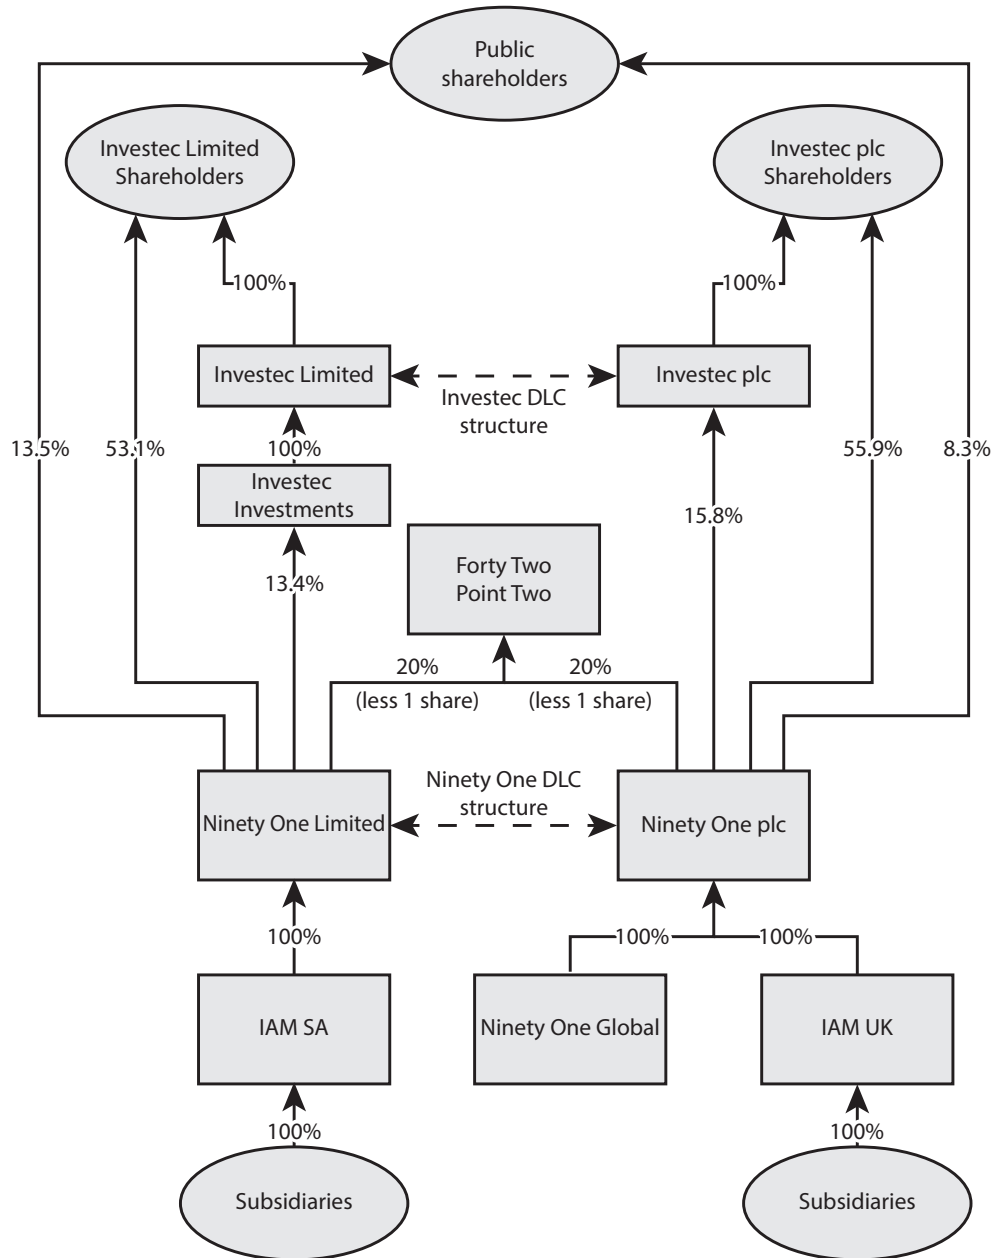 Public
shareholders
Investec Limited
Shareholders
Investec plc
Shareholders
100%
100%
Investec Limited
Investec plc
Investec DLC
structure
13.5%
53.1%
100%
55.9%
8.3%
Investec
Investments
15.8%
Forty Two
Point Two
13.4%
20%
(less 1 share)
20%
(less 1 share)
Ninety One DLC
structure
Ninety One Limited
Ninety One plc
100%
100%
100%
IAM SA
Ninety One Global
IAM UK
100%
100%
Subsidiaries
Subsidiaries